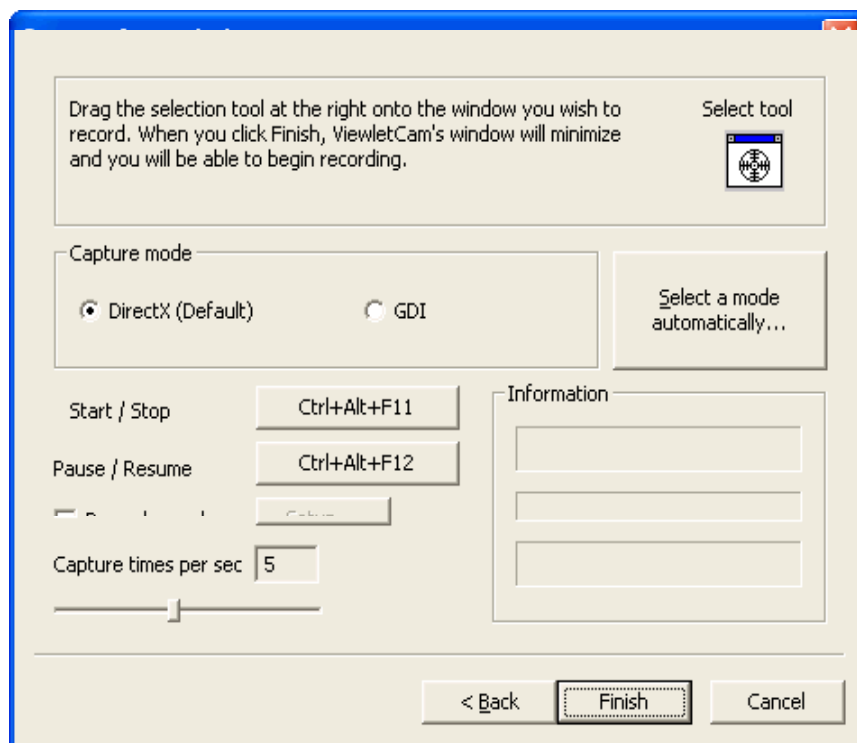 Drag the selection tool at the right onto the window you wish to
record. When you click Finish, ViewletCam's window will minimize
and you will be able to begin recording.
Select tool
Capture mode
DirectX (Default)
GDI
Select a mode
automatically...
Start / Stop
Ctrl+Alt+F11
Information
Pause / Resume
Ctrl+Alt+F12
Capture times per sec
5
< Back
Finish
Cancel